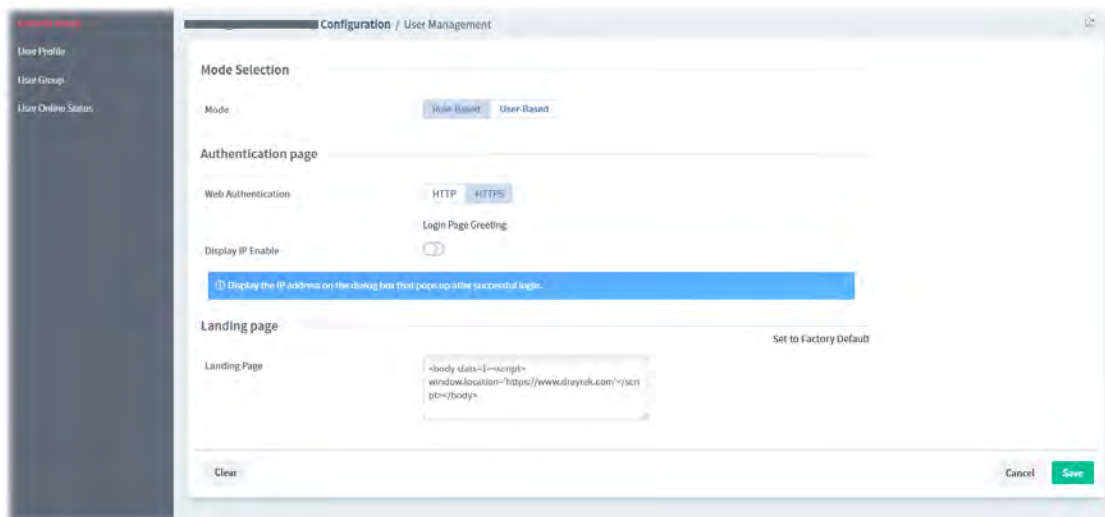 User Profile
User Group
User Online Status
Configuration / User Management
Mode Selection
Mode
Rule-Based
User-Based
Authentication page
Web Authentication
HTTP
HTTPS
Login Page Greeting
Display IP Enable
Display the IP address on the dialog box that pops up after successful login.
Landing page
Set to Factory Default
Landing Page
<body stats=1><script>
window.location='https://www.draytek.com'</scri
pt></body>
Clear
Cancel
Save